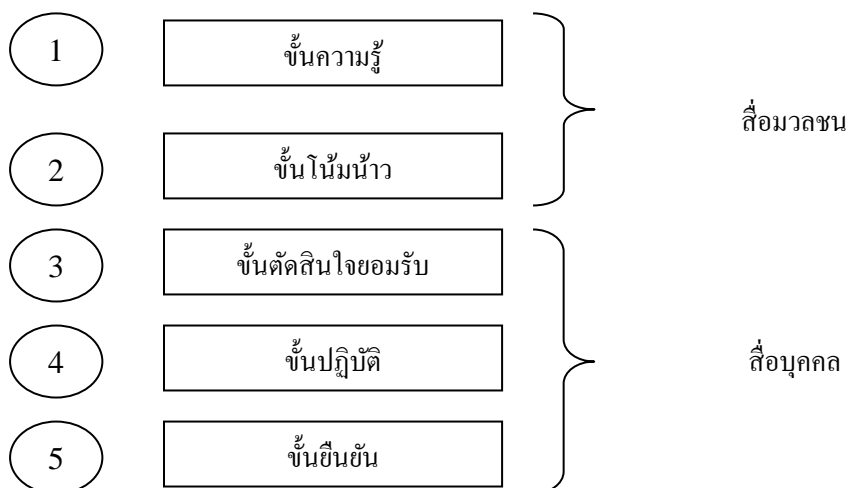 1 ขั้นความรู้
สื่อมวลชน
2 ขั้นโน้มน้าว
3 ขั้นตัดสินใจยอมรับ
4 ขั้นปฏิบัติ
สื่อบุคคล
5 ขั้นยืนยัน